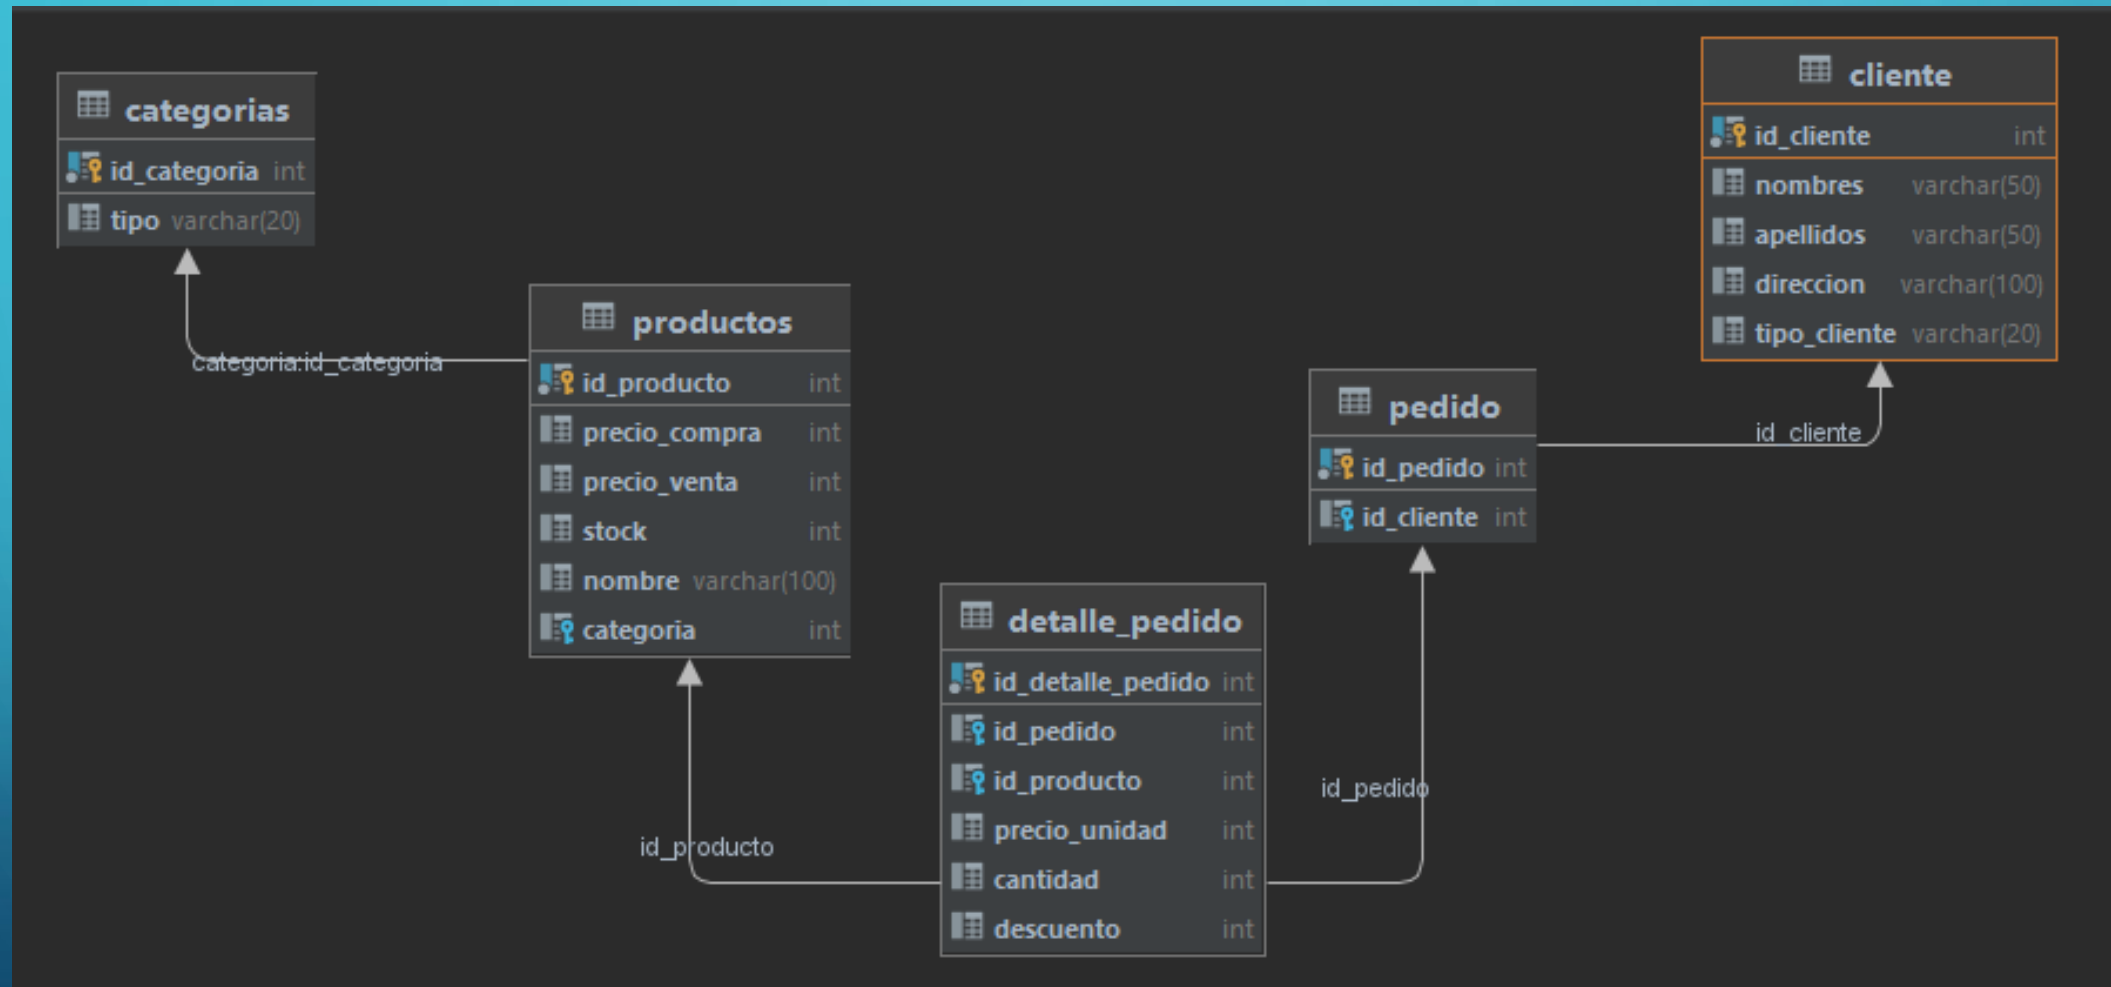 categorias
id_categoria int
tipo varchar(20)
categoria:id_categoria
productos
id_producto int
precio_compra int
precio_venta int
stock int
nombre varchar(100)
categoria int
id_producto
detalle_pedido
id_detalle_pedido int
id_pedido int
id_producto int
precio_unidad int
cantidad int
descuento int
id_pedido
pedido
id_pedido int
id_cliente int
id_cliente
cliente
id_cliente int
nombres varchar(50)
apellidos varchar(50)
direccion varchar(100)
tipo_cliente varchar(20)